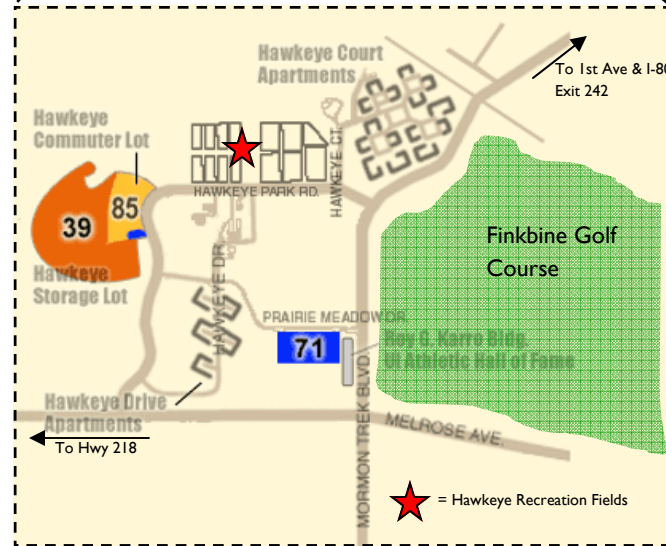 Hawkeye Court
Apartments
To 1st Ave & I-80
Exit 242
Hawkeye
Commuter Lot
HAWKEYE PARK RD.
HAWKEYE CT.
85
39
Finkbine Golf
Course
Hawkeye
Storage Lot
HAWKEYE DR.
PRAIRIE MEADOW DR.
71
Roy G. Karro Bldg.
UI Athletic Hall of Fame
MORMON TREK BLVD.
Hawkeye Drive
Apartments
MELROSE AVE.
To Hwy 218
= Hawkeye Recreation Fields